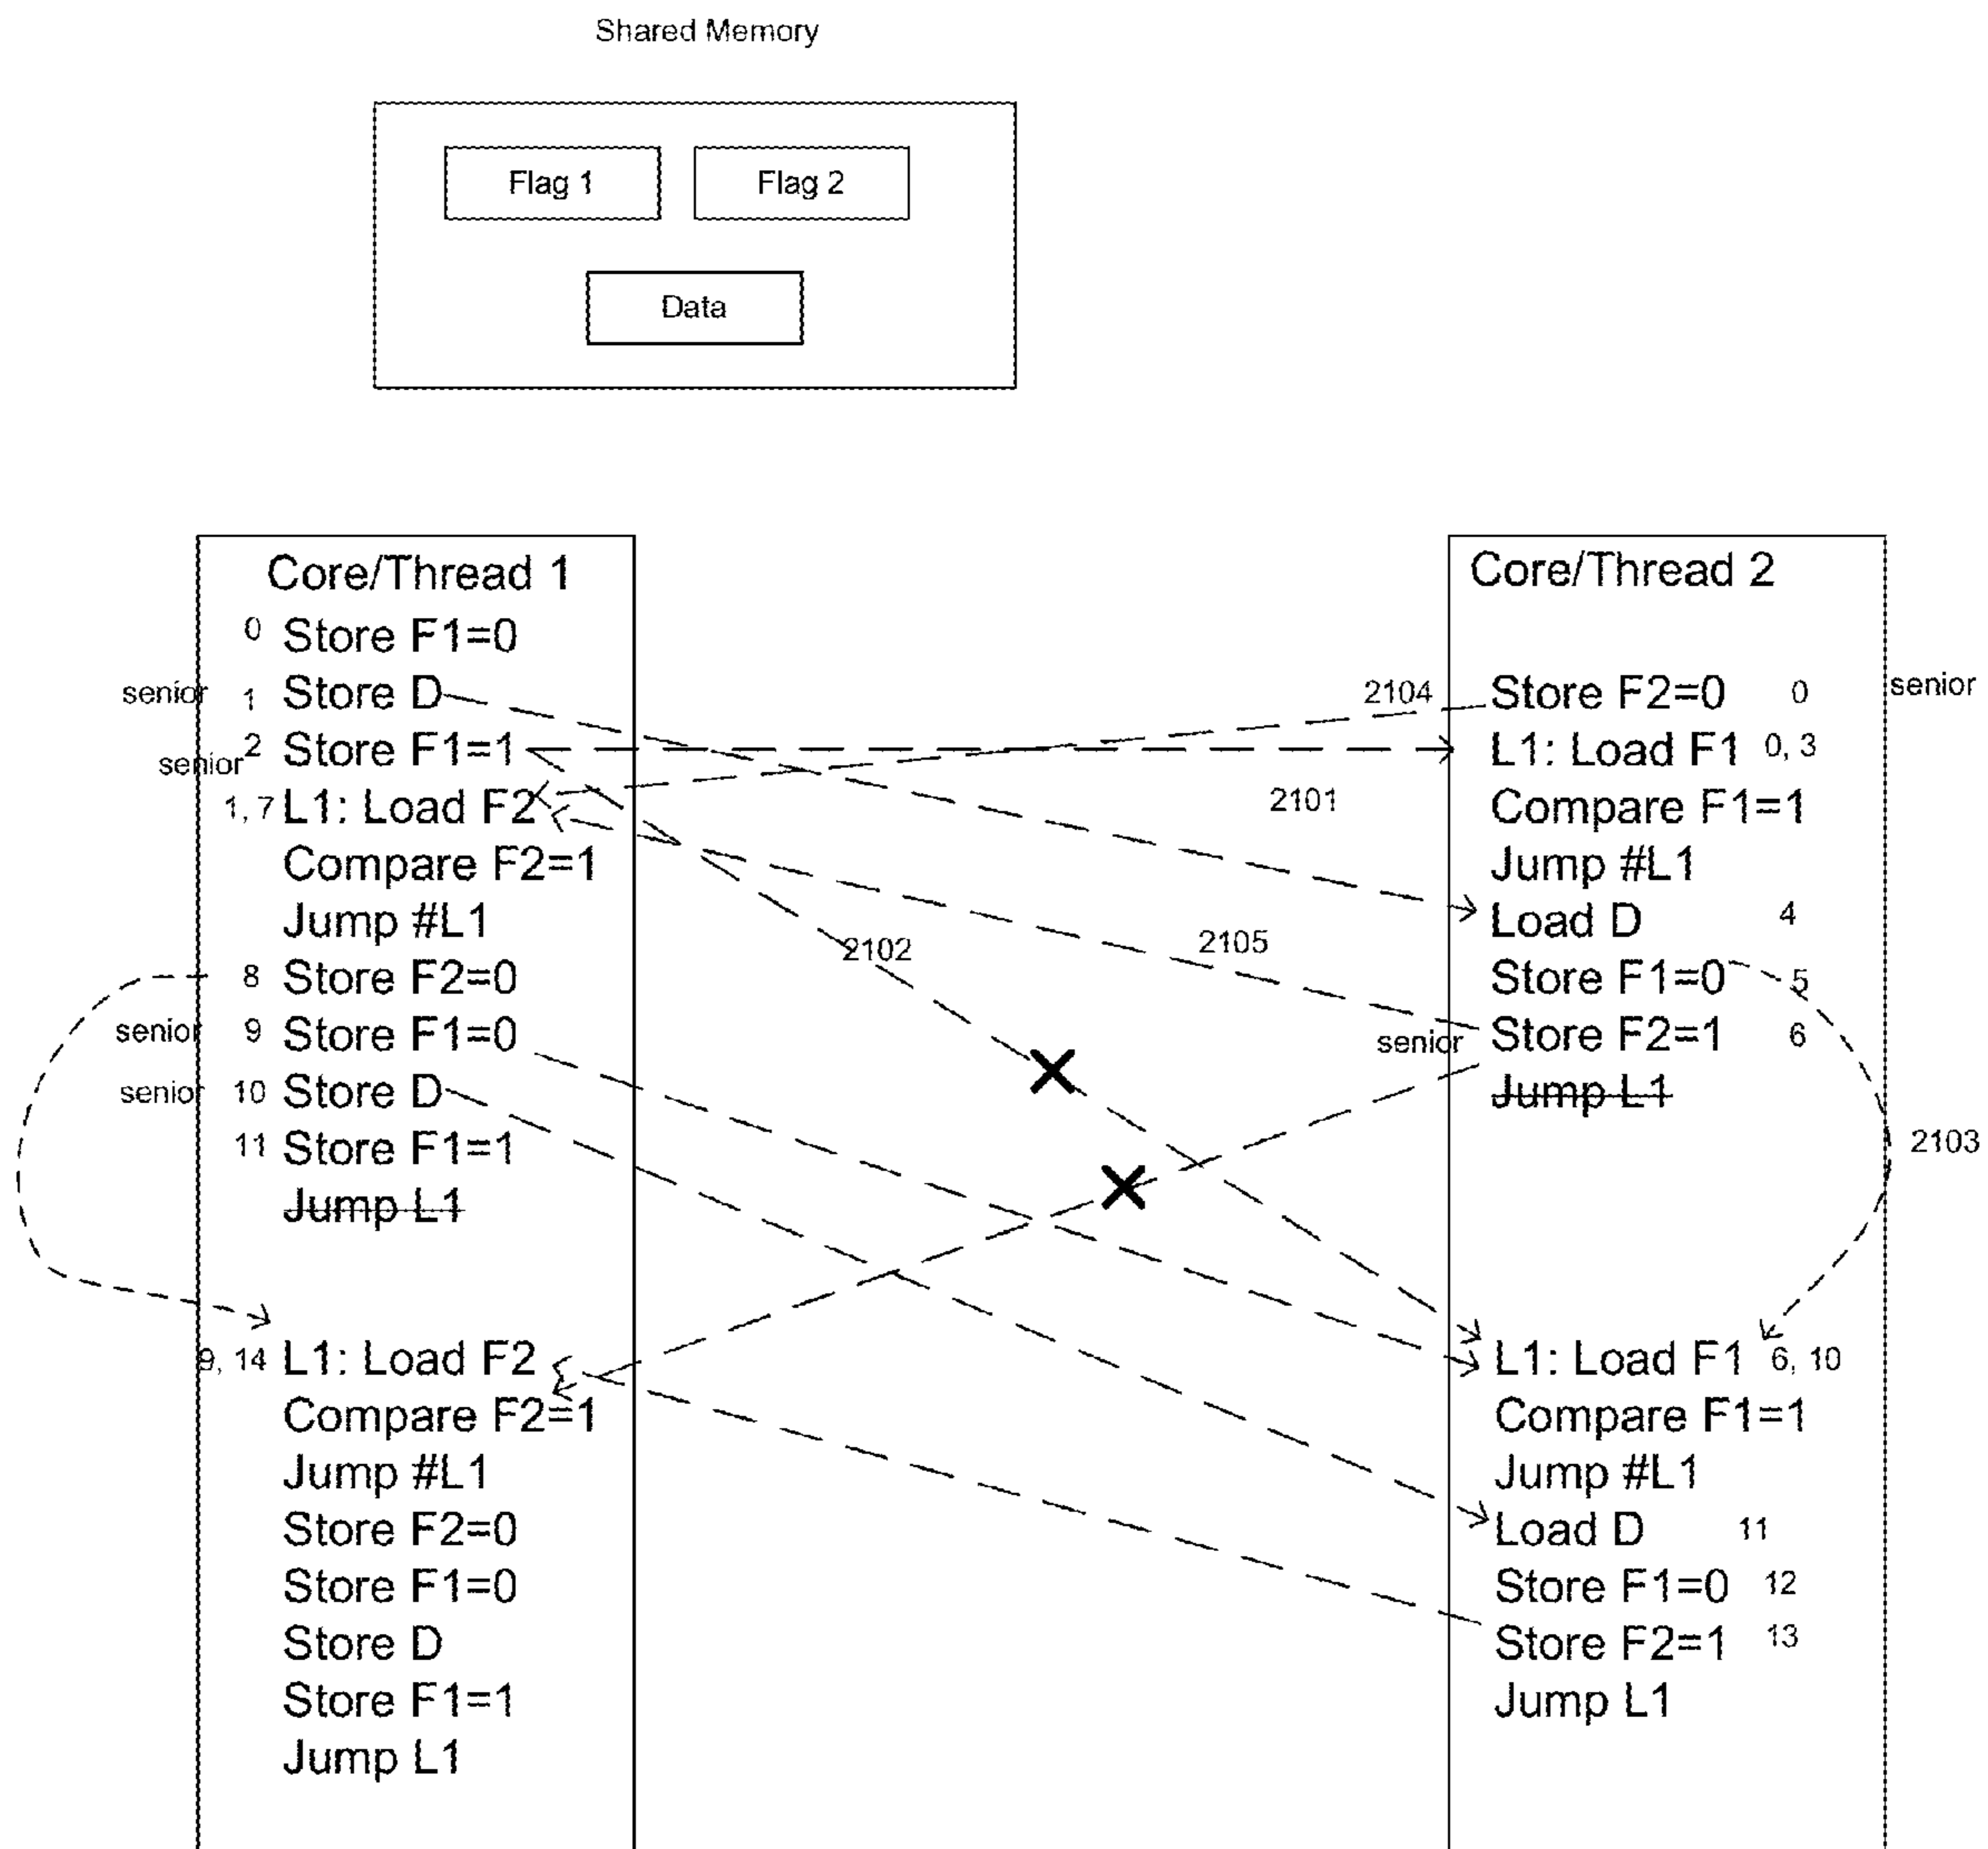 Shared Memory
Flag 1
Flag 2
Data
Core/Thread 1
0 Store F1=0
senior 1 Store D
senior 2 Store F1=1
1, 7 L1: Load F2
Compare F2=1
Jump #L1
8 Store F2=0
senior 9 Store F1=0
senior 10 Store D
11 Store F1=1
Jump L1
9, 14 L1: Load F2
Compare F2=1
Jump #L1
Store F2=0
Store F1=0
Store D
Store F1=1
Jump L1
2104
2101
2102
2105
Core/Thread 2
Store F2=0 0 senior
L1: Load F1 0, 3
Compare F1=1
Jump #L1
Load D 4
Store F1=0 5
senior Store F2=1 6
Jump L1
2103
L1: Load F1 6, 10
Compare F1=1
Jump #L1
Load D 11
Store F1=0 12
Store F2=1 13
Jump L1